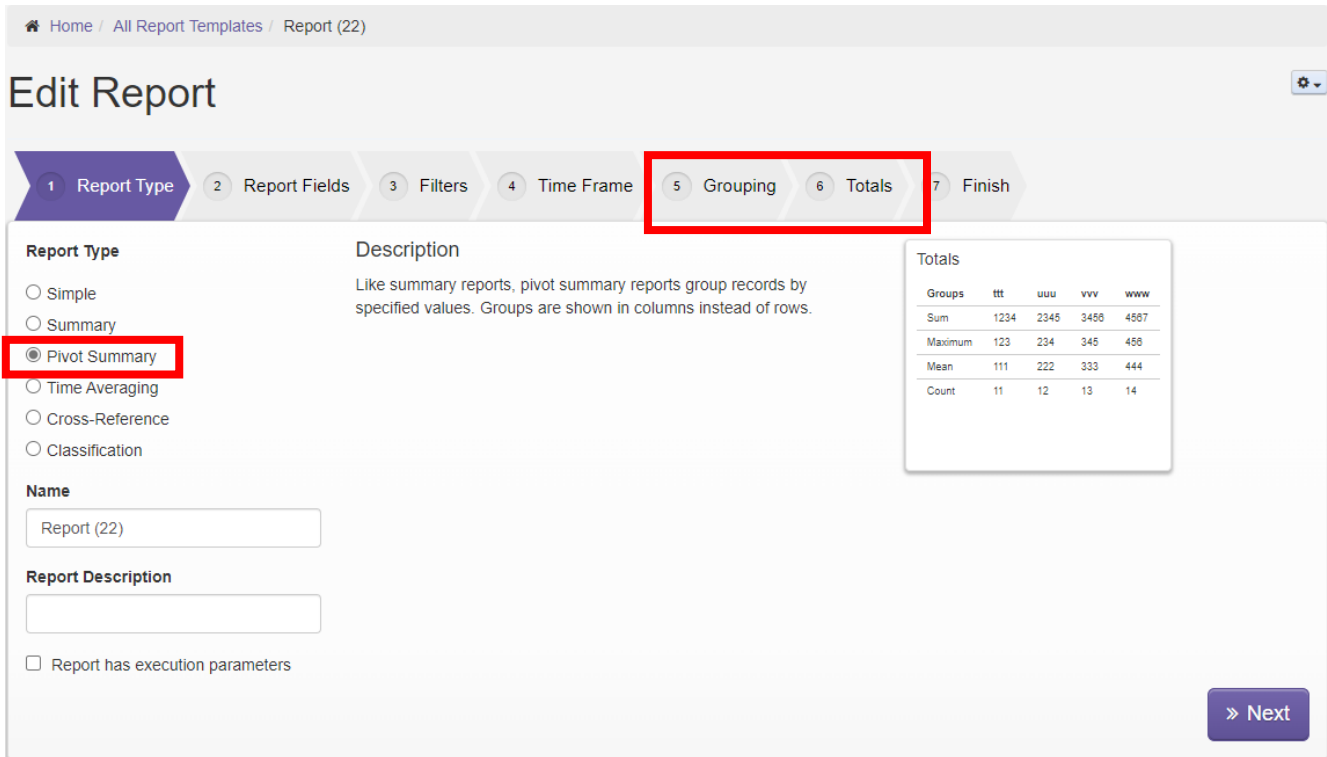 Home / All Report Templates / Report (22)
Edit Report
1 Report Type 2 Report Fields 3 Filters 4 Time Frame 5 Grouping 6 Totals 7 Finish
Report Type
Simple
Summary
Pivot Summary
Time Averaging
Cross-Reference
Classification
Name
Report (22)
Report Description
Report has execution parameters
Description
Like summary reports, pivot summary reports group records by
specified values. Groups are shown in columns instead of rows.
Totals
Groups ttt uuu vvv www
Sum 1234 2345 3456 4567
Maximum 123 234 345 456
Mean 111 222 333 444
Count 11 12 13 14
» Next